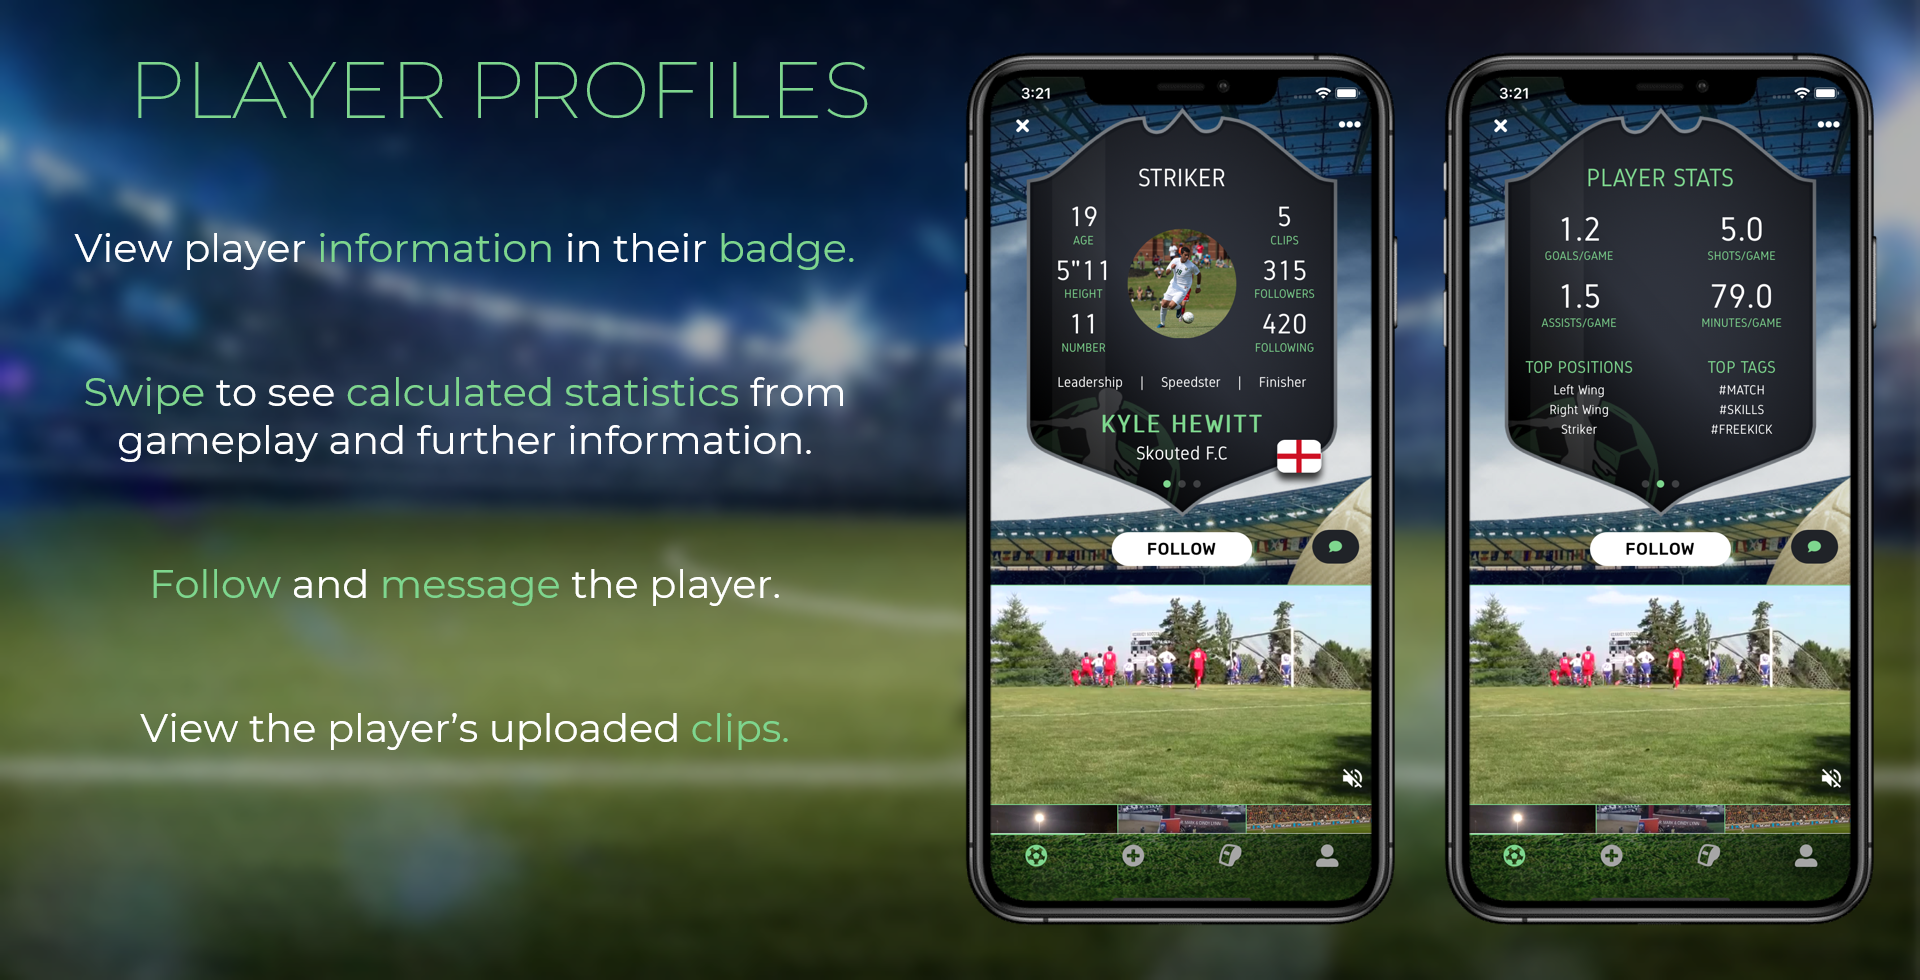 PLAYER PROFILES
View player information in their badge.
Swipe to see calculated statistics from
gameplay and further information.
Follow and message the player.
View the player's uploaded clips.
3:21
STRIKER
19
AGE
5"11
HEIGHT
11
NUMBER
5
CLIPS
315
FOLLOWERS
420
FOLLOWING
Leadership | Speedster | Finisher
KYLE HEWITT
Skouted F.C
FOLLOW
3:21
PLAYER STATS
1.2
GOALS/GAME
5.0
SHOTS/GAME
1.5
ASSISTS/GAME
79.0
MINUTES/GAME
TOP POSITIONS
Left Wing
Right Wing
Striker
TOP TAGS
#MATCH
#SKILLS
#FREEKICK
FOLLOW